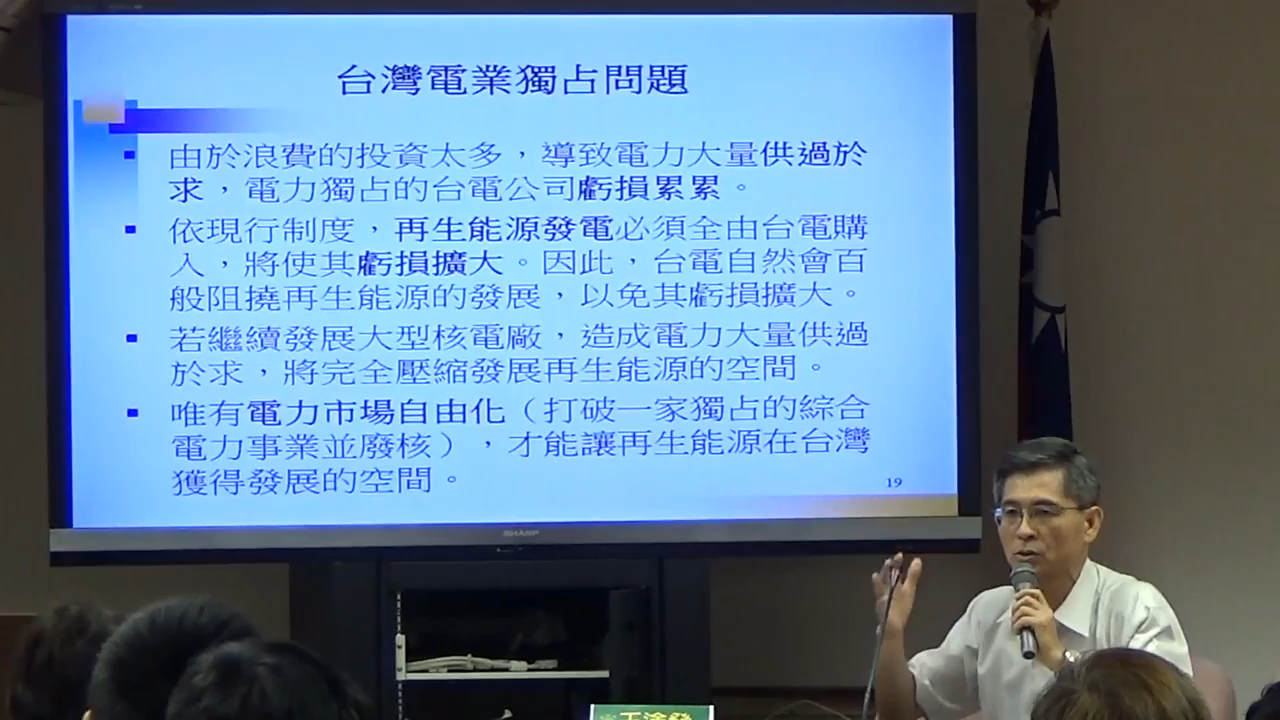 台灣電業獨占問題
▪ 由於浪費的投資太多，導致電力大量供過於
求，電力獨占的台電公司虧損累累。
▪ 依現行制度，再生能源發電必須全由台電購
入，將使其虧損擴大。因此，台電自然會百
般阻撓再生能源的發展，以免其虧損擴大。
▪ 若繼續發展大型核電廠，造成電力大量供過
於求，將完全壓縮發展再生能源的空間。
▪ 唯有電力市場自由化（打破一家獨占的綜合
電力事業並廢核），才能讓再生能源在台灣
獲得發展的空間。
19
SHARP
王塗發